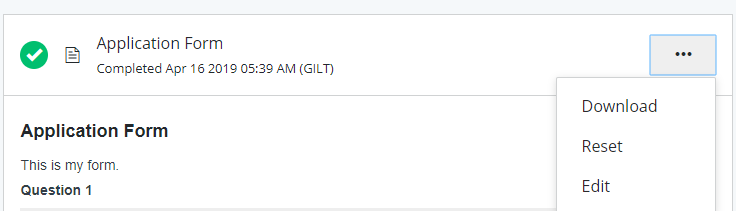 Application Form
Completed Apr 16 2019 05:39 AM (GILT)
Download
Reset
Edit
Application Form
This is my form.
Question 1